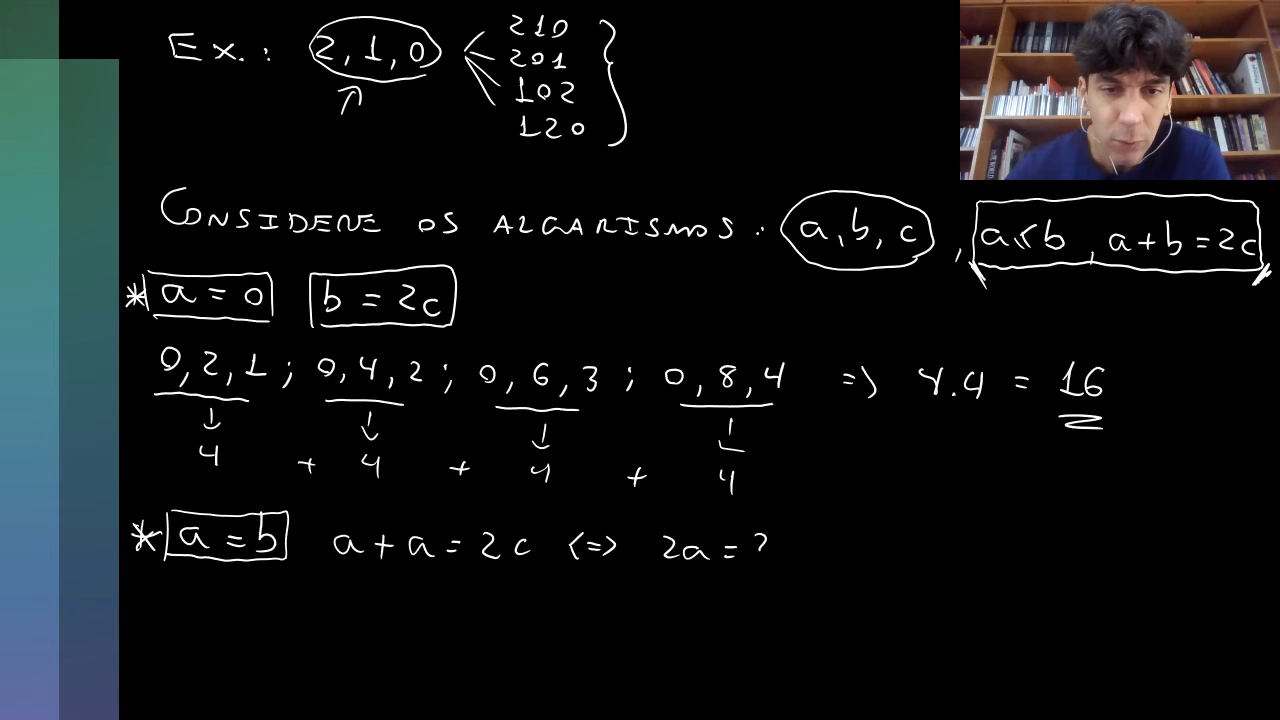 Ex.: 2, 1, 0
210
201
102
120
CONSIDERE OS ALGARISMOS: a, b, c, a ≤ b, a + b = 2c
* a = 0 b = 2c
0, 2, 1; 0, 4, 2; 0, 6, 3; 0, 8, 4 => 4.4 = 16
4 + 4 + 4 + 4
* a = b a + a = 2c <=> 2a = 2